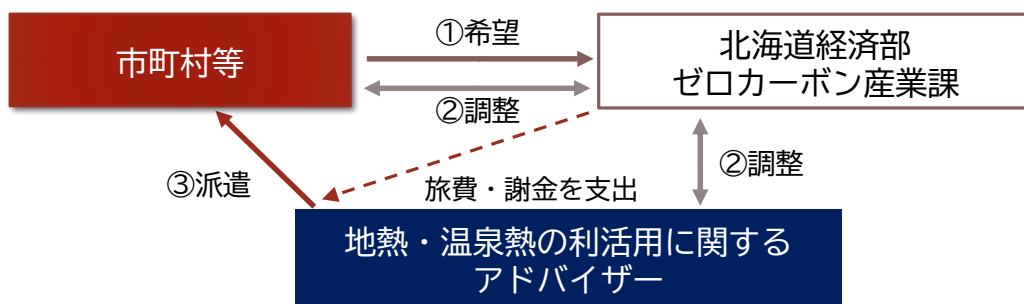 市町村等
①希望
北海道経済部
ゼロカーボン産業課
②調整
③派遣
②調整
旅費・謝金を支出
地熱・温泉熱の利活用に関する
アドバイザー